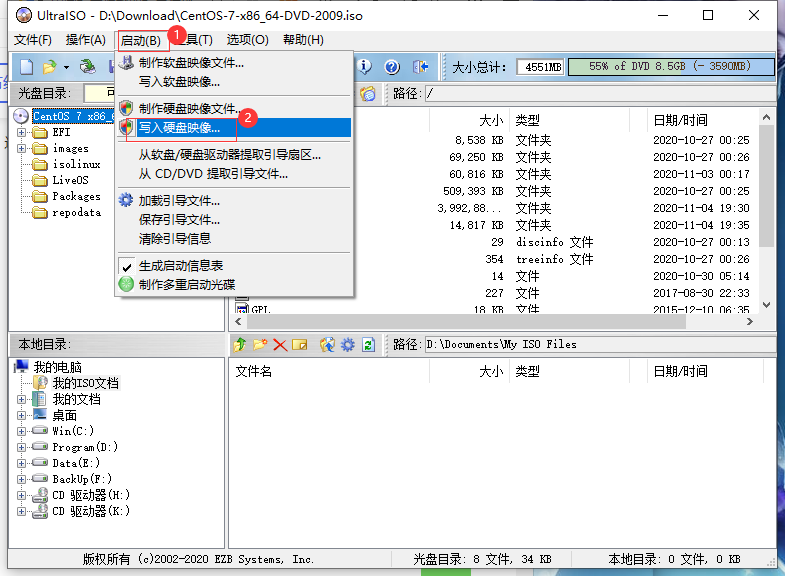 UltraISO - D:\Download\CentOS-7-x86_64-DVD-2009.iso
文件(F) 操作(A) 启动(B) 1 具(T) 选项(O) 帮助(H)
大小总计: 4551MB 55% of DVD 8.5GB (- 3590MB)
光盘目录: 可 路径: /
制作软盘映像文件...
写入软盘映像...
制作硬盘映像文件...
2
写入硬盘映像...
从软盘/硬盘驱动器提取引导扇区...
从 CD/DVD 提取引导文件...
加载引导文件...
保存引导文件...
清除引导信息
生成启动信息表
制作多重启动光碟
CentOS 7 x86_6
EFI
images
isolinux
LiveOS
Packages
repodata
大小 类型 日期/时间
8,538 KB 文件夹 2020-10-27 00:25
69,250 KB 文件夹 2020-10-27 00:26
60,816 KB 文件夹 2020-11-03 00:17
509,393 KB 文件夹 2020-10-27 00:25
3,992,88... 文件夹 2020-11-04 19:30
14,817 KB 文件夹 2020-11-04 19:35
29 discinfo 文件 2020-10-27 00:13
354 treeinfo 文件 2020-10-27 00:26
14 文件 2020-10-30 05:14
227 文件 2017-08-30 22:33
GPL 18 KB 文件 2015-12-10 06:35
本地目录: 路径: D:\Documents\My ISO Files
我的电脑
我的ISO文档
我的文档
桌面
Win(C:)
Program(D:)
Data(E:)
BackUp(F:)
CD 驱动器(H:)
CD 驱动器(K:)
文件名 大小 类型 日期/时间
版权所有 (c)2002-2020 EZB Systems, Inc. 光盘目录: 8 文件, 34 KB 本地目录: 0 文件, 0 KB